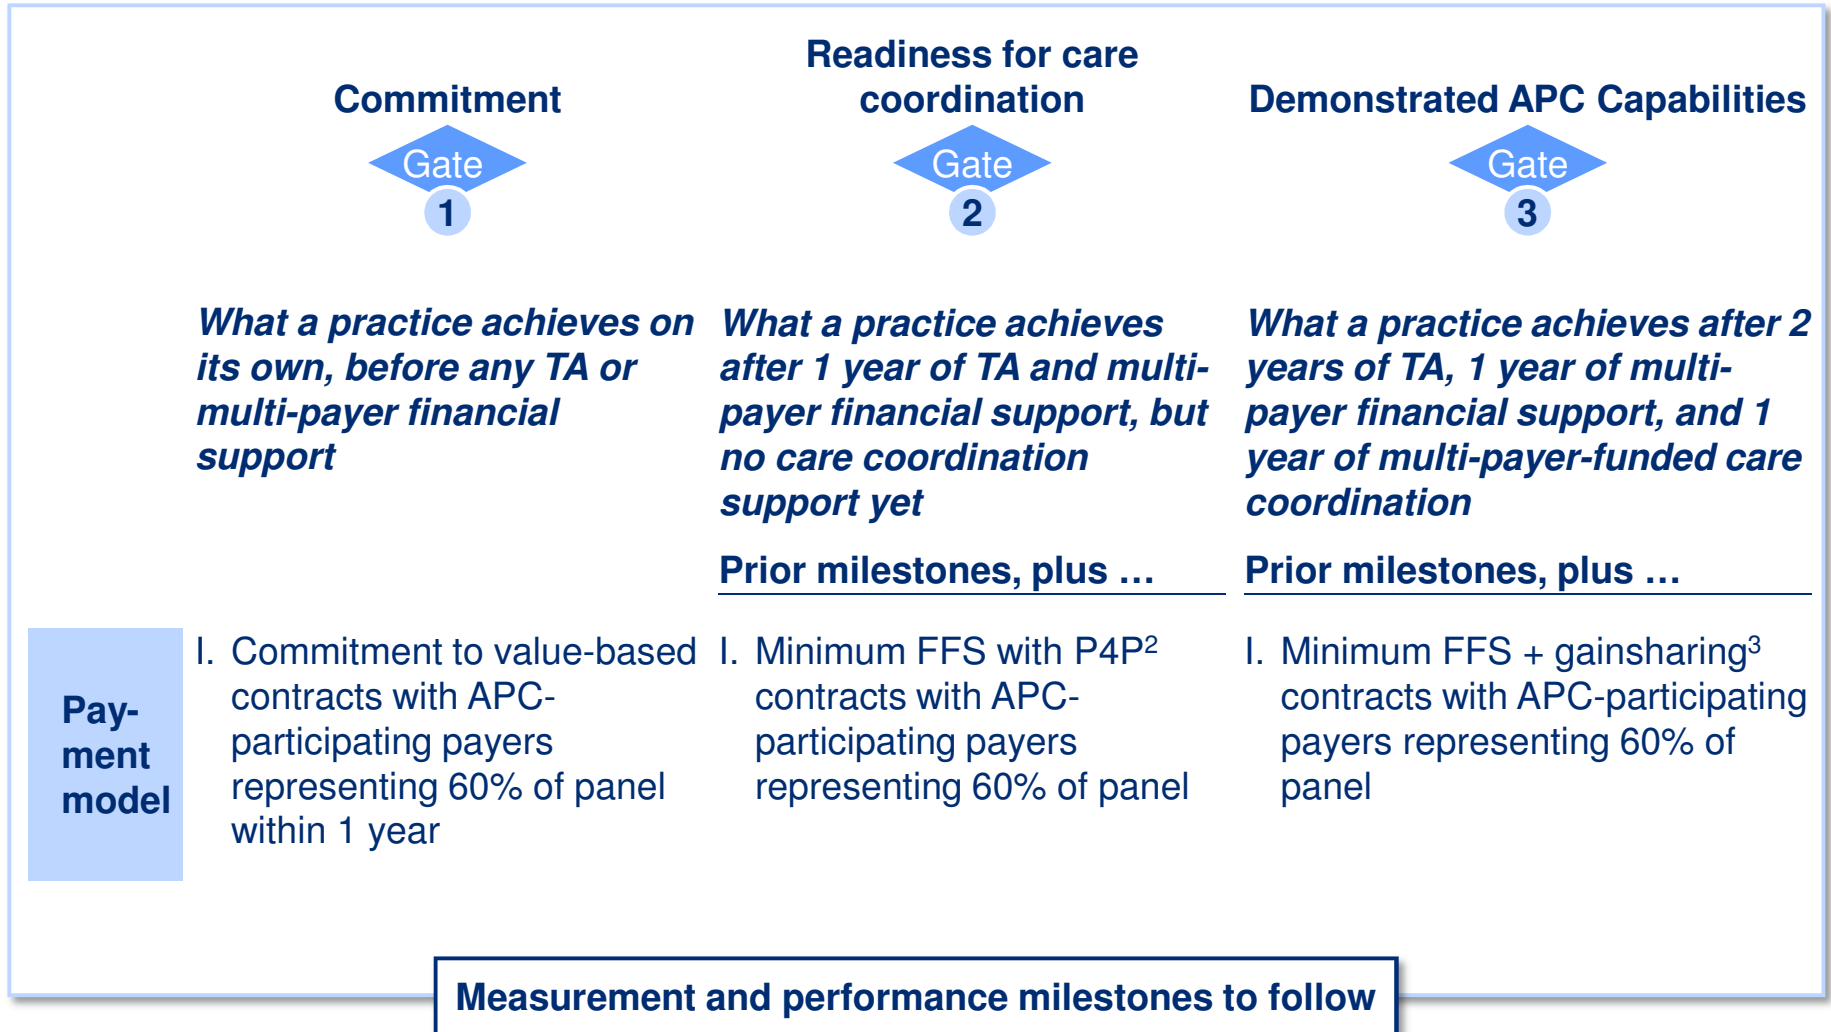 Commitment
Gate
1
What a practice achieves on
its own, before any TA or
multi-payer financial
support
Readiness for care
coordination
Gate
2
What a practice achieves
after 1 year of TA and multi-
payer financial support, but
no care coordination
support yet
Prior milestones, plus …
Demonstrated APC Capabilities
Gate
3
What a practice achieves after 2
years of TA, 1 year of multi-
payer financial support, and 1
year of multi-payer-funded care
coordination
Prior milestones, plus …
Pay-
ment
model
I. Commitment to value-based
contracts with APC-
participating payers
representing 60% of panel
within 1 year
I. Minimum FFS with P4P²
contracts with APC-
participating payers
representing 60% of panel
I. Minimum FFS + gainsharing³
contracts with APC-participating
payers representing 60% of
panel
Measurement and performance milestones to follow